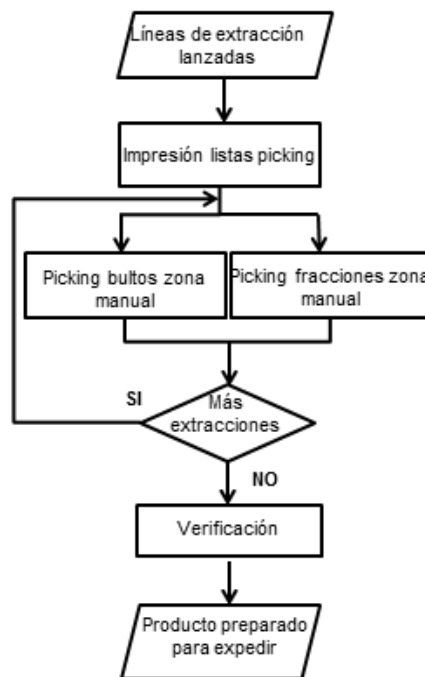 Líneas de extracción
lanzadas
Impresión listas picking
Picking bultos zona
manual
Picking fracciones zona
manual
Más
extracciones
SI
NO
Verificación
Producto preparado
para expedir